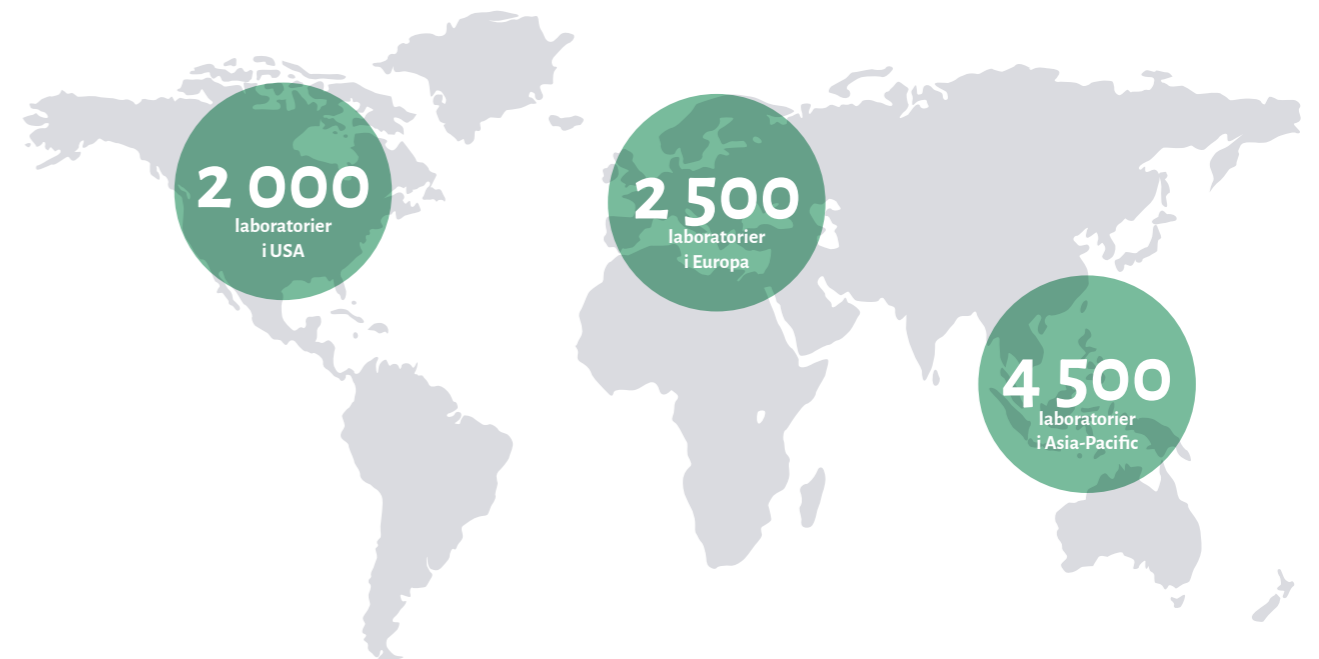 2 000
laboratorier
i USA
2 500
laboratorier
i Europa
4 500
laboratorier
i Asia-Pacific